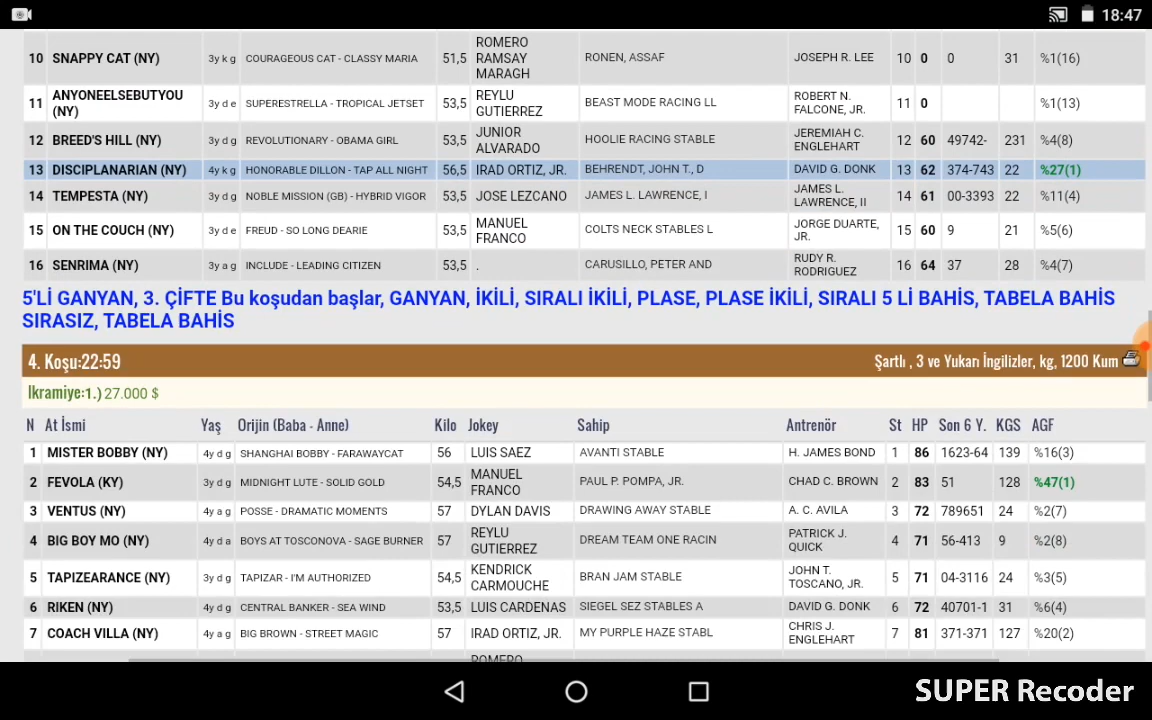 18:47
10 SNAPPY CAT (NY) 3y k g COURAGEOUS CAT - CLASSY MARIA 51,5 ROMERO RAMSAY MARAGH RONEN, ASSAF JOSEPH R. LEE 10 0 0 31 %1(16)
11 ANYONEELSEBUTYOU (NY) 3y d e SUPERESTRELLA - TROPICAL JETSET 53,5 REYLU GUTIERREZ BEAST MODE RACING LL ROBERT N. FALCONE, JR. 11 0 %1(13)
12 BREED'S HILL (NY) 3y d g REVOLUTIONARY - OBAMA GIRL 53,5 JUNIOR ALVARADO HOOLIE RACING STABLE JEREMIAH C. ENGLEHART 12 60 49742- 231 %4(8)
13 DISCIPLANARIAN (NY) 4y k g HONORABLE DILLON - TAP ALL NIGHT 56,5 IRAD ORTIZ, JR. BEHRENDT, JOHN T., D DAVID G. DONK 13 62 374-743 22 %27(1)
14 TEMPESTA (NY) 3y d g NOBLE MISSION (GB) - HYBRID VIGOR 53,5 JOSE LEZCANO JAMES L. LAWRENCE, I JAMES L. LAWRENCE, II 14 61 00-3393 22 %11(4)
15 ON THE COUCH (NY) 3y d e FREUD - SO LONG DEARIE 53,5 MANUEL FRANCO COLTS NECK STABLES L JORGE DUARTE, JR. 15 60 9 21 %5(6)
16 SENRIMA (NY) 3y a g INCLUDE - LEADING CITIZEN 53,5 . CARUSILLO, PETER AND RUDY R. RODRIGUEZ 16 64 37 28 %4(7)
5'Lİ GANYAN, 3. ÇİFTE Bu koşudan başlar, GANYAN, İKİLİ, SIRALI İKİLİ, PLASE, PLASE İKİLİ, SIRALI 5 Lİ BAHİS, TABELA BAHİS
SIRASIZ, TABELA BAHİS
4. Koşu:22:59 Şartlı , 3 ve Yukarı İngilizler, kg, 1200 Kum
Ikramiye:1.) 27.000 $
N At İsmi Yaş Orijin (Baba - Anne) Kilo Jokey Sahip Antrenör St HP Son 6 Y. KGS AGF
1 MISTER BOBBY (NY) 4y d g SHANGHAI BOBBY - FARAWAYCAT 56 LUIS SAEZ AVANTI STABLE H. JAMES BOND 1 86 1623-64 139 %16(3)
2 FEVOLA (KY) 3y d g MIDNIGHT LUTE - SOLID GOLD 54,5 MANUEL FRANCO PAUL P. POMPA, JR. CHAD C. BROWN 2 83 51 128 %47(1)
3 VENTUS (NY) 4y a g POSSE - DRAMATIC MOMENTS 57 DYLAN DAVIS DRAWING AWAY STABLE A. C. AVILA 3 72 789651 24 %2(7)
4 BIG BOY MO (NY) 4y d a BOYS AT TOSCONOVA - SAGE BURNER 57 REYLU GUTIERREZ DREAM TEAM ONE RACIN PATRICK J. QUICK 4 71 56-413 9 %2(8)
5 TAPIZEARANCE (NY) 3y d g TAPIZAR - I'M AUTHORIZED 54,5 KENDRICK CARMOUCHE BRAN JAM STABLE JOHN T. TOSCANO, JR. 5 71 04-3116 24 %3(5)
6 RIKEN (NY) 4y d g CENTRAL BANKER - SEA WIND 53,5 LUIS CARDENAS SIEGEL SEZ STABLES A DAVID G. DONK 6 72 40701-1 31 %6(4)
7 COACH VILLA (NY) 4y a g BIG BROWN - STREET MAGIC 57 IRAD ORTIZ, JR. MY PURPLE HAZE STABL CHRIS J. ENGLEHART 7 81 371-371 127 %20(2)
ROMERO
SUPER Recoder